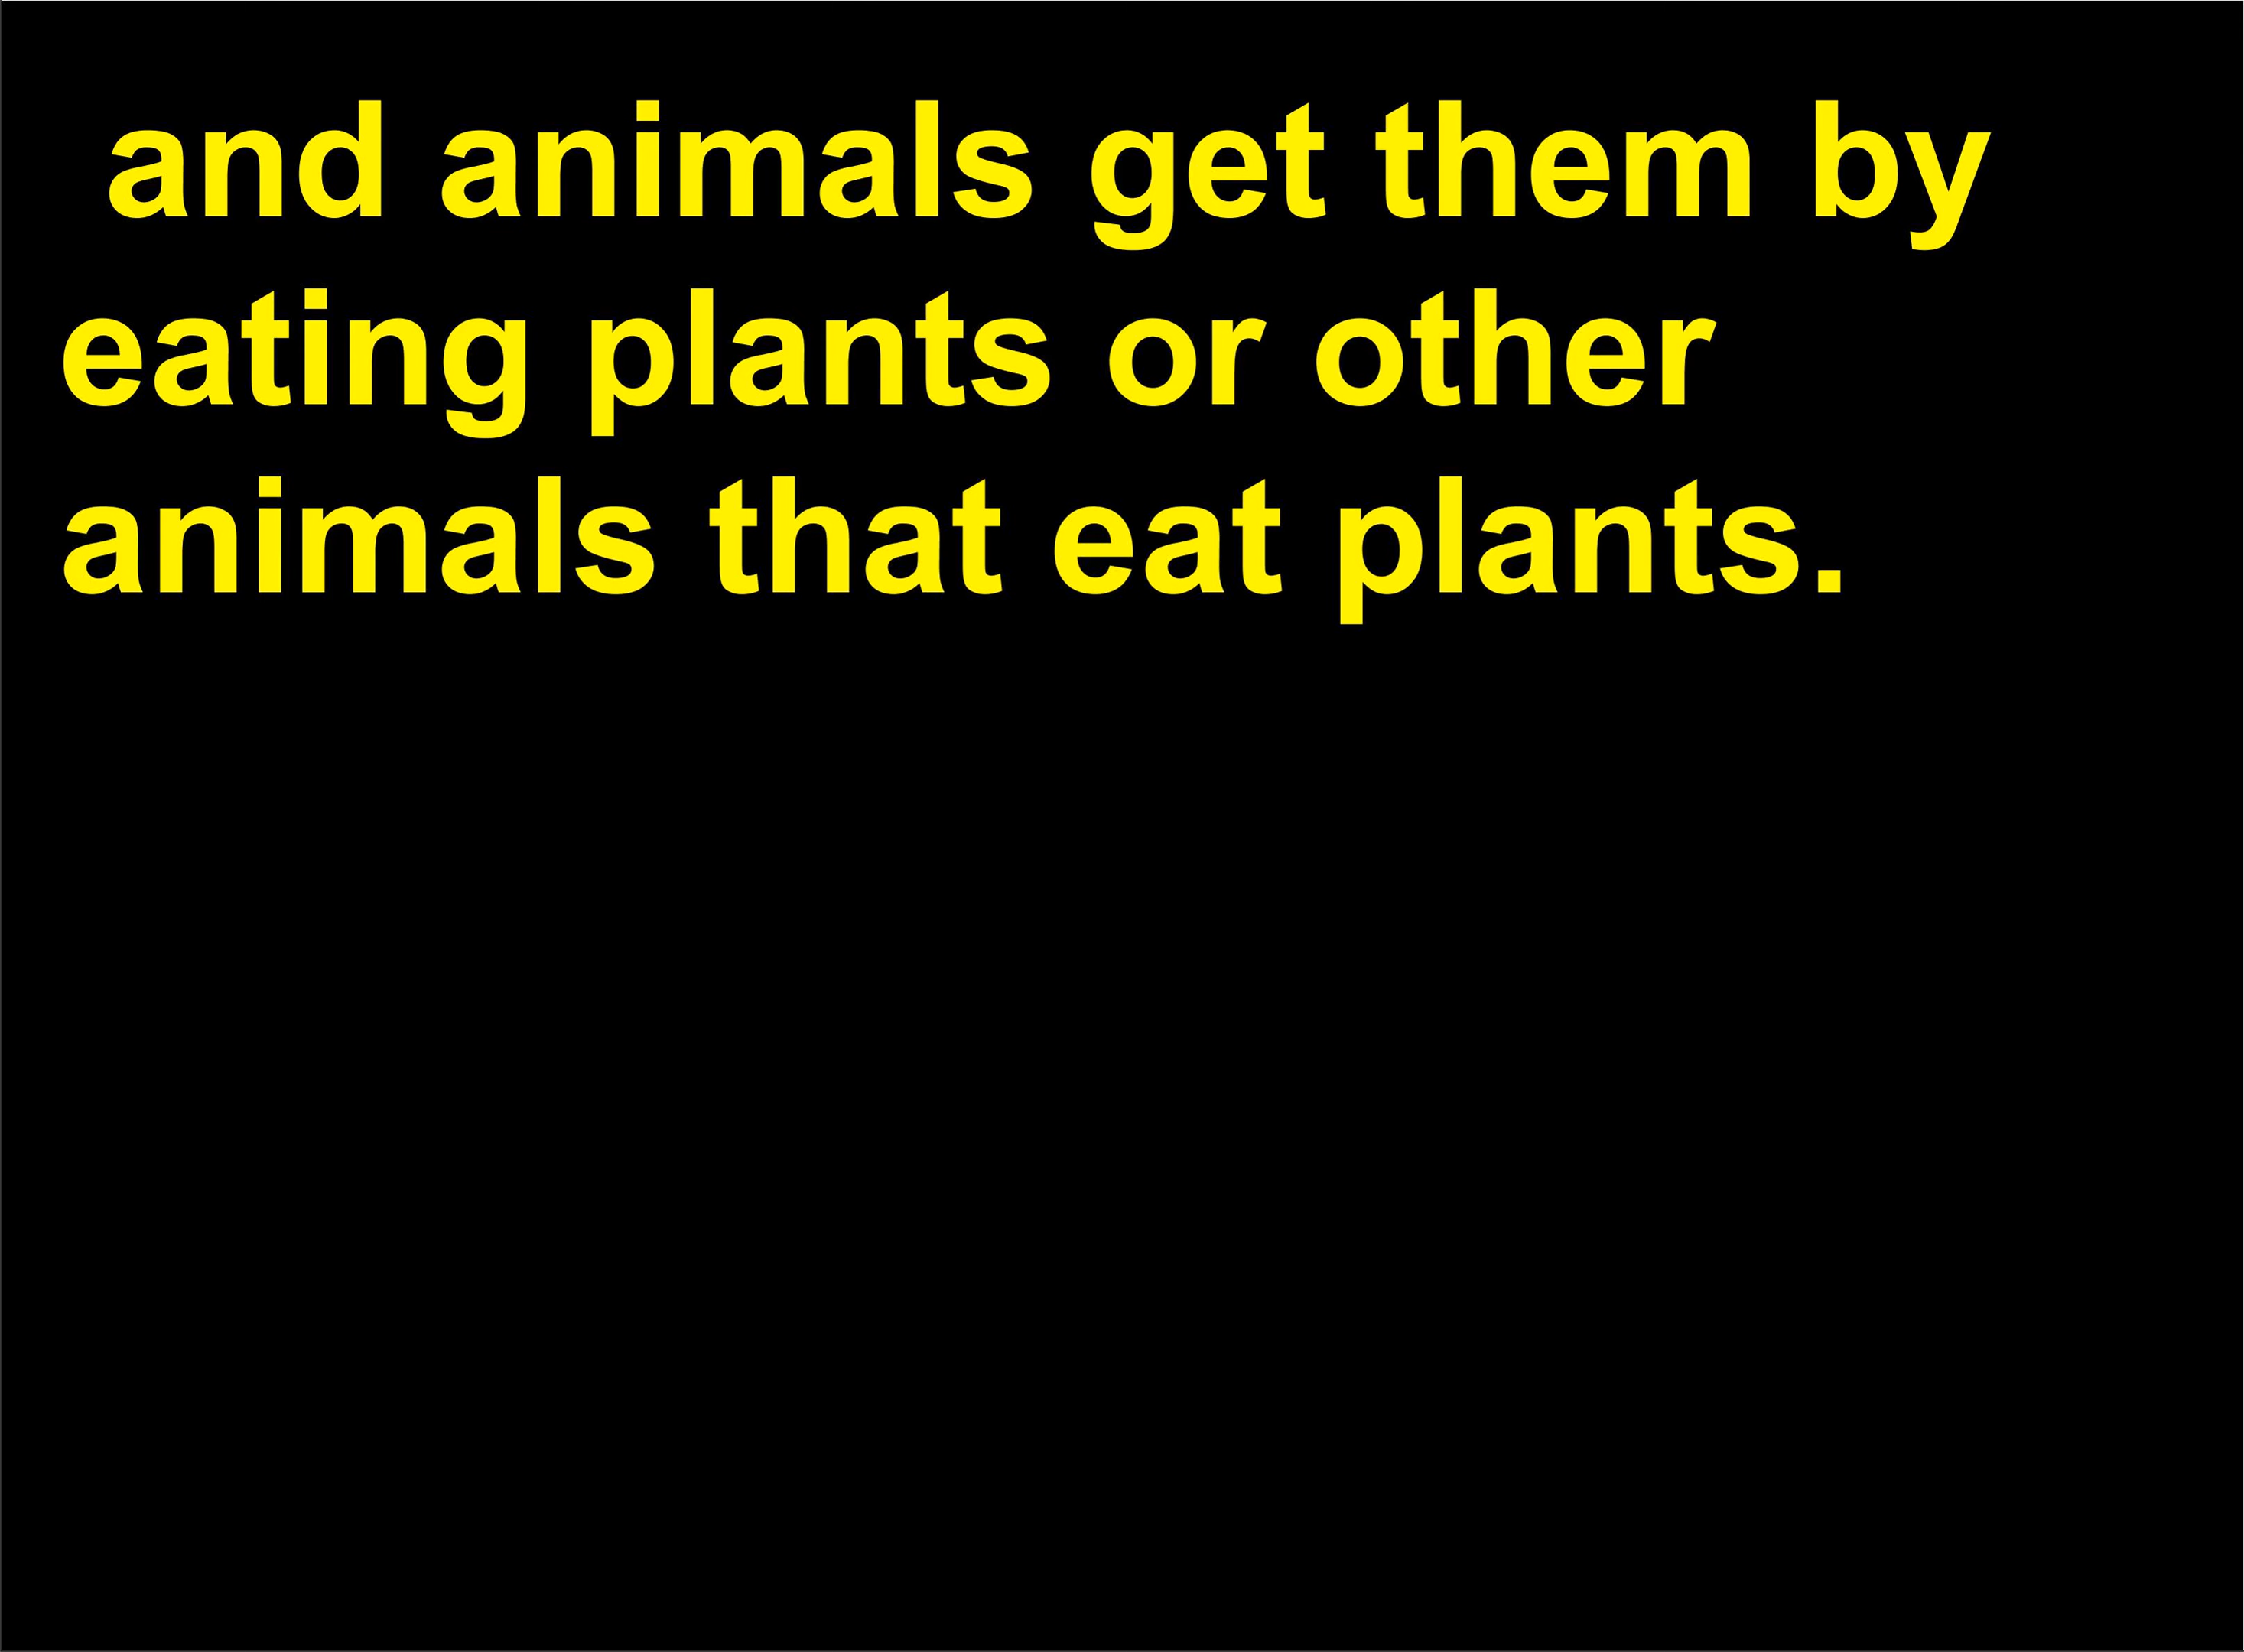 and animals get them by
eating plants or other
animals that eat plants.